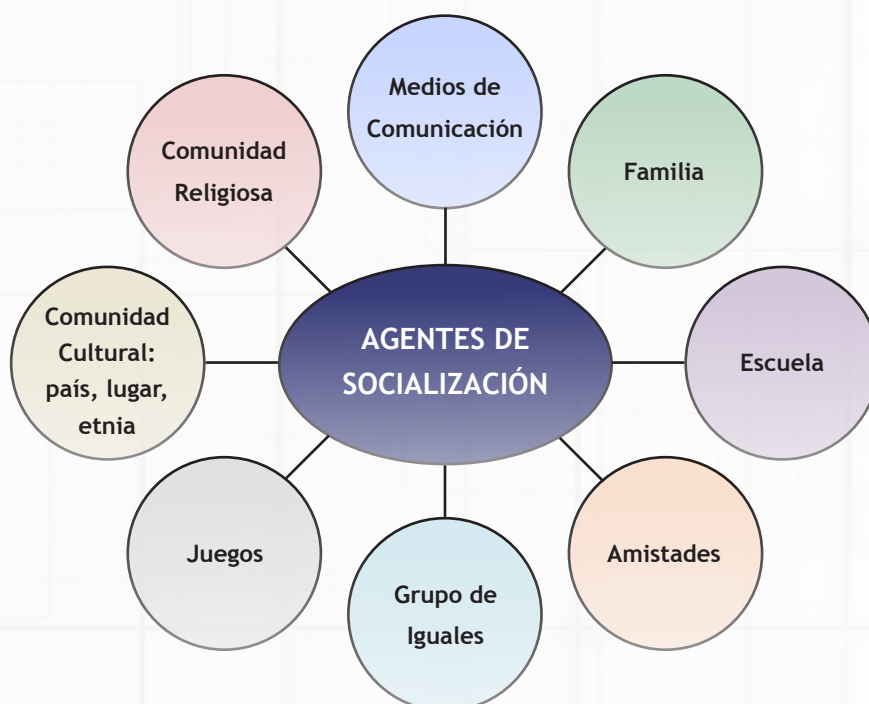 Medios de
Comunicación
Comunidad
Religiosa
Familia
Comunidad
Cultural:
país, lugar,
etnia
AGENTES DE
SOCIALIZACIÓN
Escuela
Juegos
Amistades
Grupo de
Iguales